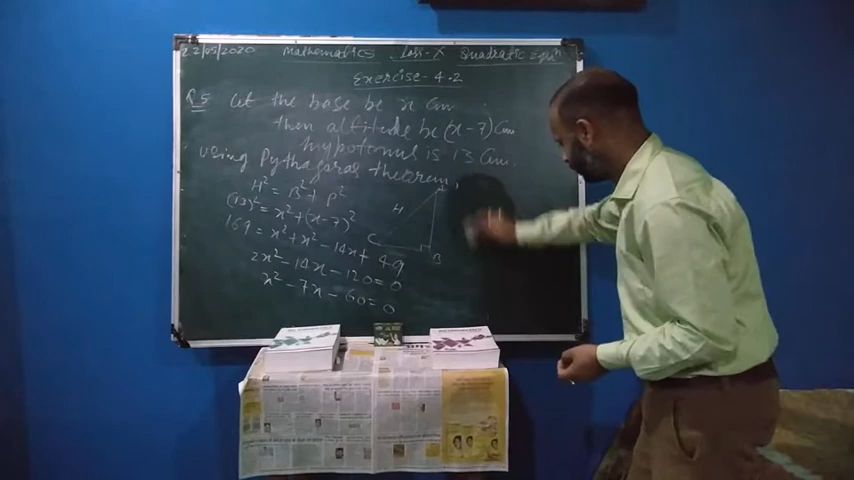 22/05/2020 Mathematics Class-X Quadratic Eqn
Exercise-4.2
Q.5 Let the base be x Cm
then altitude be (x-7)Cm
hypotenus is 13 Cm.
Using Pythagoras theorem,
H² = B² + P²
(13)² = x² + (x-7)²
169 = x² + x² - 14x + 49
2x² - 14x - 120 = 0
x² - 7x - 60 = 0
A
H
C
B